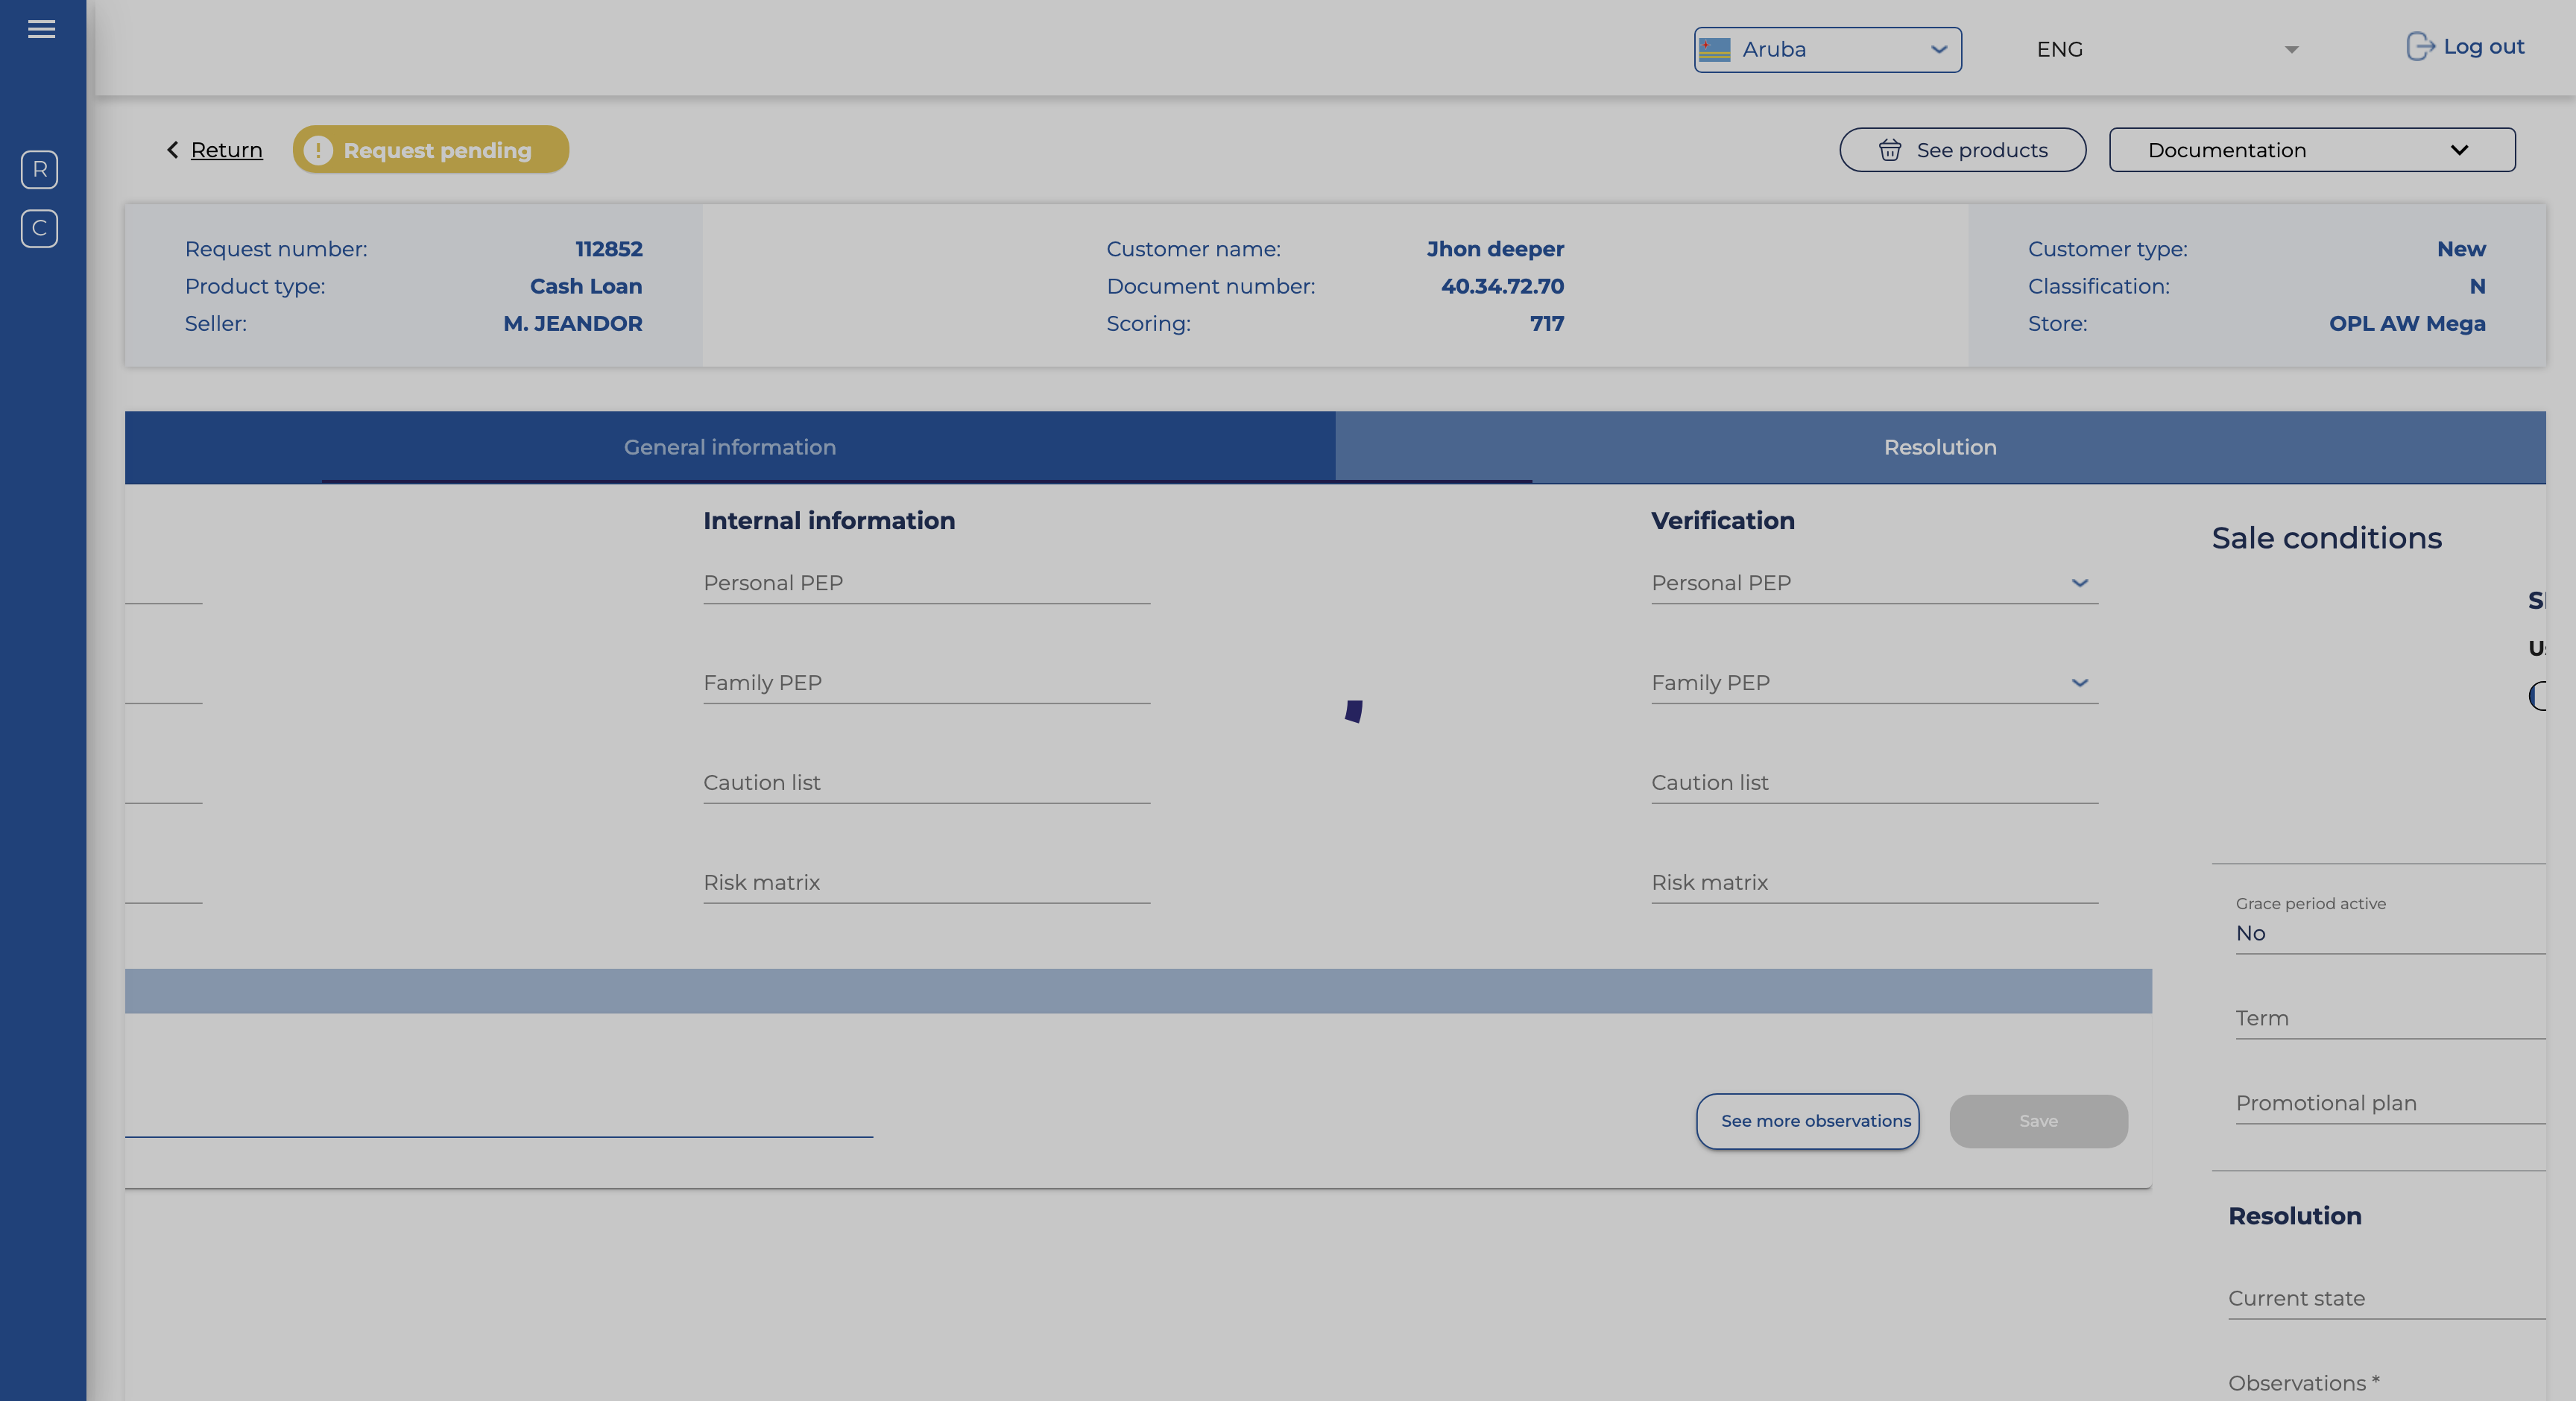 Aruba
ENG
Log out
R
C
Return
Request pending
See products
Documentation
Request number: 112852
Product type: Cash Loan
Seller: M. JEANDOR
Customer name: Jhon deeper
Document number: 40.34.72.70
Scoring: 717
Customer type: New
Classification: N
Store: OPL AW Mega
General information
Resolution
Internal information
Personal PEP
Family PEP
Caution list
Risk matrix
Verification
Personal PEP
Family PEP
Caution list
Risk matrix
See more observations
Save
Sale conditions
Grace period active
No
Term
Promotional plan
Resolution
Current state
Observations *